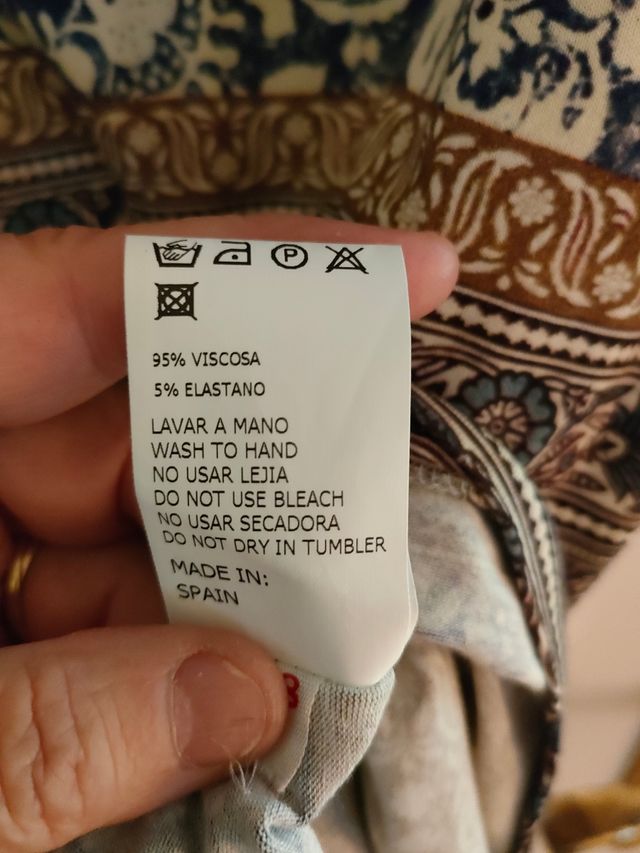 P
95% VISCOSA
5% ELASTANO
LAVAR A MANO
WASH TO HAND
NO USAR LEJIA
DO NOT USE BLEACH
NO USAR SECADORA
DO NOT DRY IN TUMBLER
MADE IN:
SPAIN